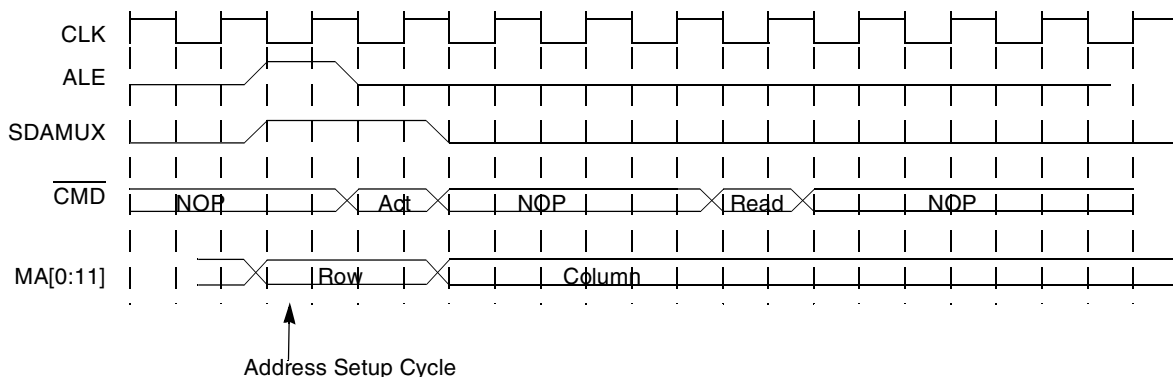 CLK
ALE
SDAMUX
CMD NOP Act NOP Read NOP
MA[0:11] Row Column
Address Setup Cycle